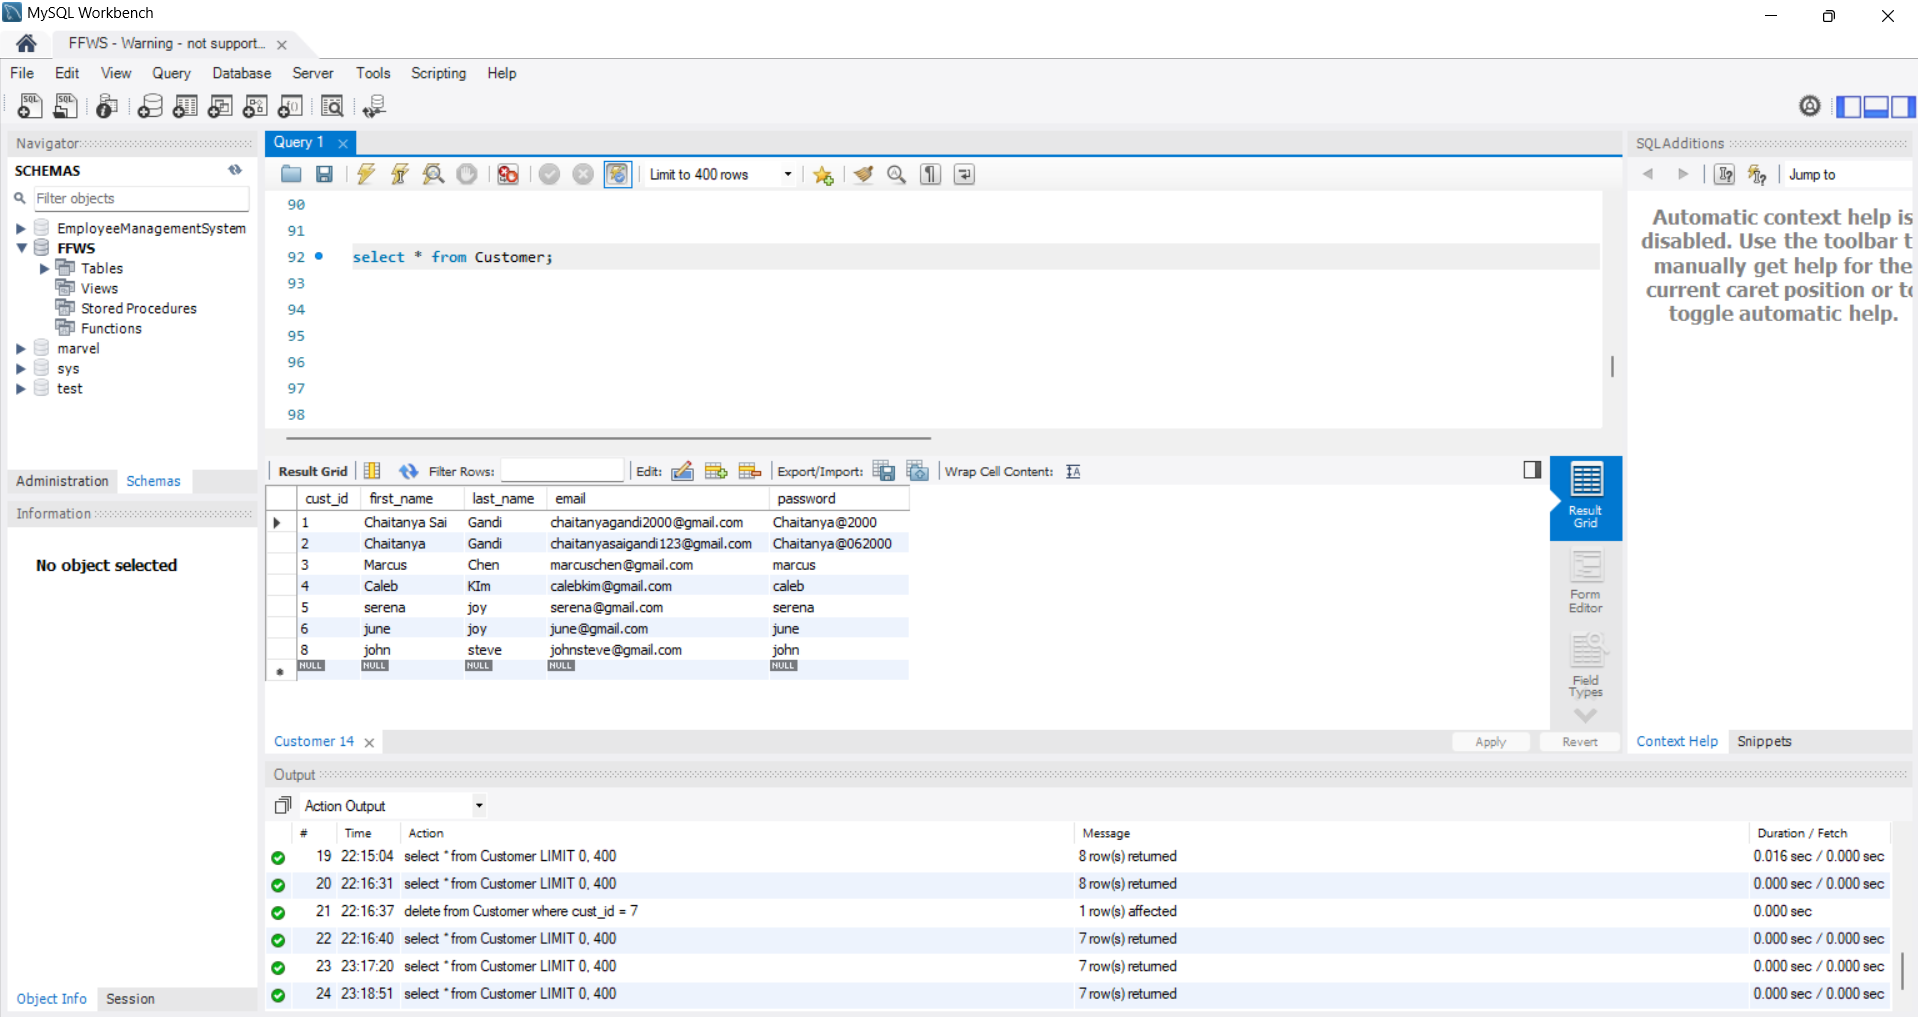 MySQL Workbench
FFWS - Warning - not support...
File Edit View Query Database Server Tools Scripting Help
Navigator
SCHEMAS
Filter objects
EmployeeManagementSystem
FFWS
Tables
Views
Stored Procedures
Functions
marvel
sys
test
Administration Schemas
Information
No object selected
Object Info Session
Query 1
Limit to 400 rows
90
91
92 select * from Customer;
93
94
95
96
97
98
Result Grid Filter Rows: Edit: Export/Import: Wrap Cell Content:
cust_id first_name last_name email password
1 Chaitanya Sai Gandi chaitanyagandi2000@gmail.com Chaitanya@2000
2 Chaitanya Gandi chaitanyasaigandi123@gmail.com Chaitanya@062000
3 Marcus Chen marcuschen@gmail.com marcus
4 Caleb KIm calebkim@gmail.com caleb
5 serena joy serena@gmail.com serena
6 june joy june@gmail.com june
8 john steve johnsteve@gmail.com john
NULL NULL NULL NULL NULL
Result
Grid
Form
Editor
Field
Types
Customer 14
Apply Revert
SQLAdditions
Jump to
Automatic context help is
disabled. Use the toolbar t
manually get help for the
current caret position or to
toggle automatic help.
Context Help Snippets
Output
Action Output
# Time Action Message Duration / Fetch
19 22:15:04 select * from Customer LIMIT 0, 400 8 row(s) returned 0.016 sec / 0.000 sec
20 22:16:31 select * from Customer LIMIT 0, 400 8 row(s) returned 0.000 sec / 0.000 sec
21 22:16:37 delete from Customer where cust_id = 7 1 row(s) affected 0.000 sec
22 22:16:40 select * from Customer LIMIT 0, 400 7 row(s) returned 0.000 sec / 0.000 sec
23 23:17:20 select * from Customer LIMIT 0, 400 7 row(s) returned 0.000 sec / 0.000 sec
24 23:18:51 select * from Customer LIMIT 0, 400 7 row(s) returned 0.000 sec / 0.000 sec